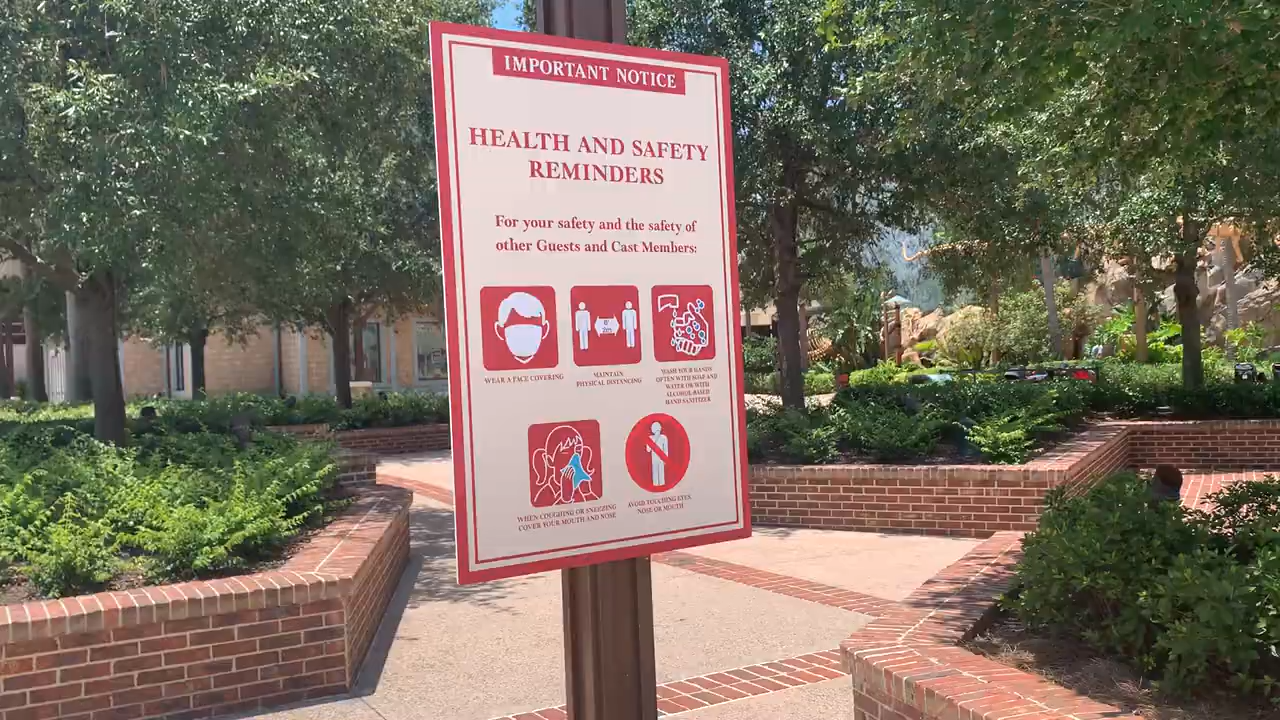 IMPORTANT NOTICE
HEALTH AND SAFETY
REMINDERS
For your safety and the safety of
other Guests and Cast Members:
6'
2m
WEAR A FACE COVERING
MAINTAIN
PHYSICAL DISTANCING
WASH YOUR HANDS
OFTEN WITH SOAP AND
WATER OR WITH
ALCOHOL-BASED
HAND SANITIZER
WHEN COUGHING OR SNEEZING
COVER YOUR MOUTH AND NOSE
AVOID TOUCHING EYES,
NOSE OR MOUTH